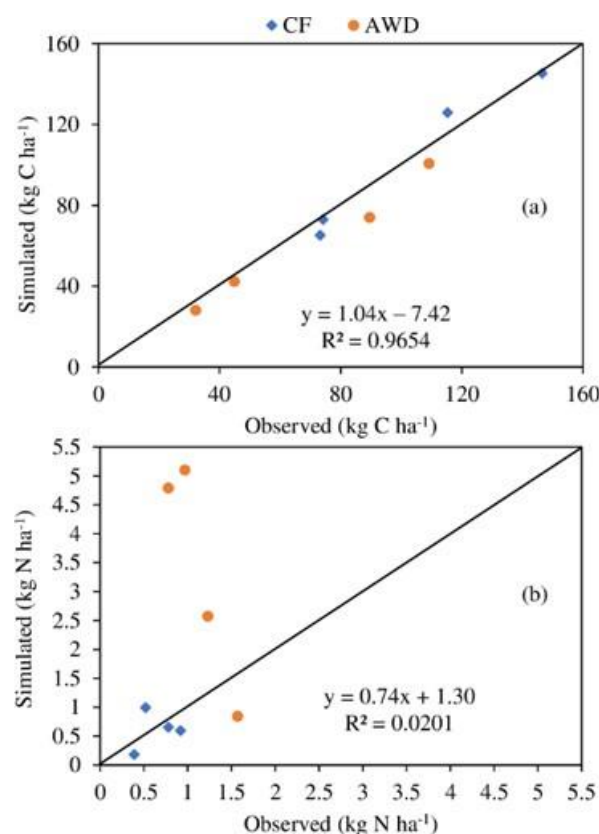 CF AWD
160
120
80
40
0
Simulated (kg C ha⁻¹)
(a)
y = 1.04x – 7.42
R² = 0.9654
0 40 80 120 160
Observed (kg C ha⁻¹)
5.5
5
4.5
4
3.5
3
2.5
2
1.5
1
0.5
0
Simulated (kg N ha⁻¹)
(b)
y = 0.74x + 1.30
R² = 0.0201
0 0.5 1 1.5 2 2.5 3 3.5 4 4.5 5 5.5
Observed (kg N ha⁻¹)